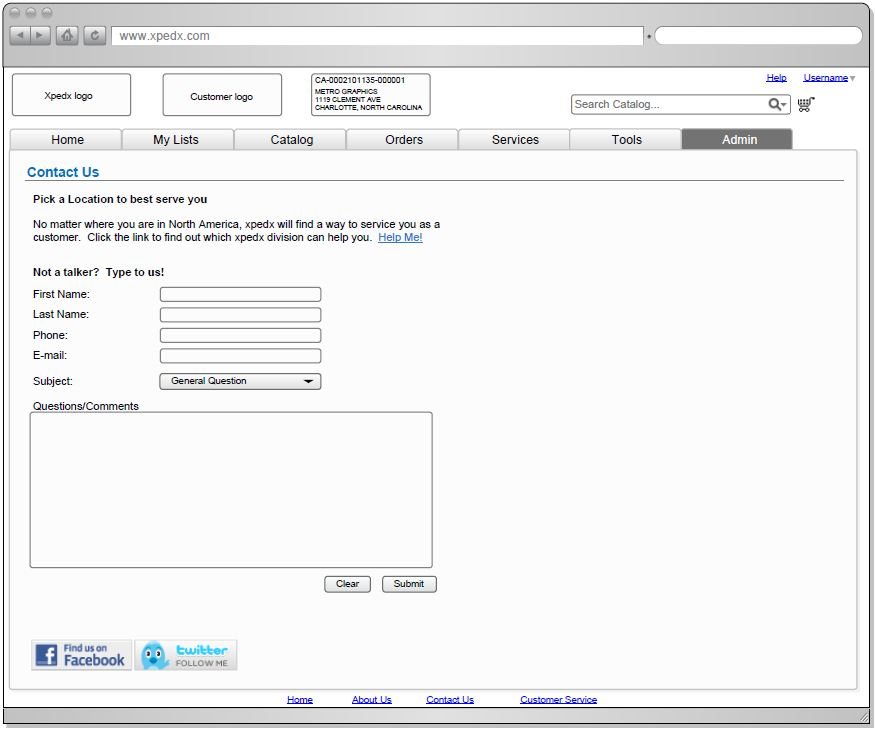 www.xpedx.com
Xpedx logo
Customer logo
CA-0002101135-000001
METRO GRAPHICS
1119 CLEMENT AVE
CHARLOTTE, NORTH CAROLINA
Help Username
Search Catalog...
Home My Lists Catalog Orders Services Tools Admin
Contact Us
Pick a Location to best serve you
No matter where you are in North America, xpedx will find a way to service you as a
customer. Click the link to find out which xpedx division can help you. Help Me!
Not a talker? Type to us!
First Name:
Last Name:
Phone:
E-mail:
Subject: General Question
Questions/Comments
Clear Submit
Find us on
Facebook
twitter
FOLLOW ME
Home About Us Contact Us Customer Service